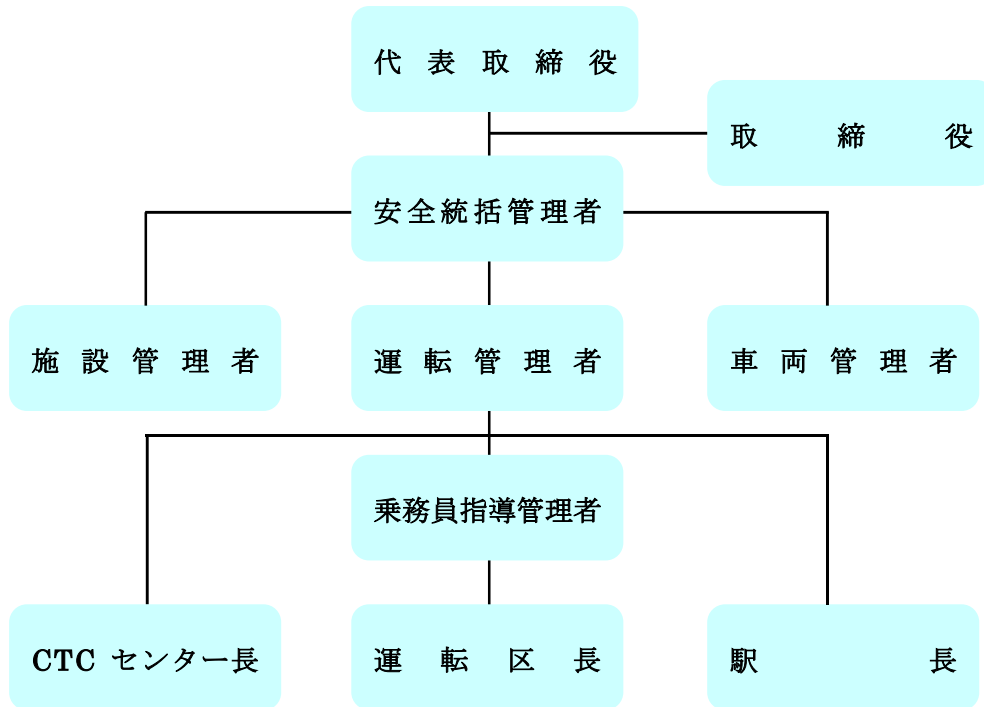 代表取締役
取締役
安全統括管理者
施設管理者
運転管理者
車両管理者
乗務員指導管理者
CTC センター長
運転区長
駅長